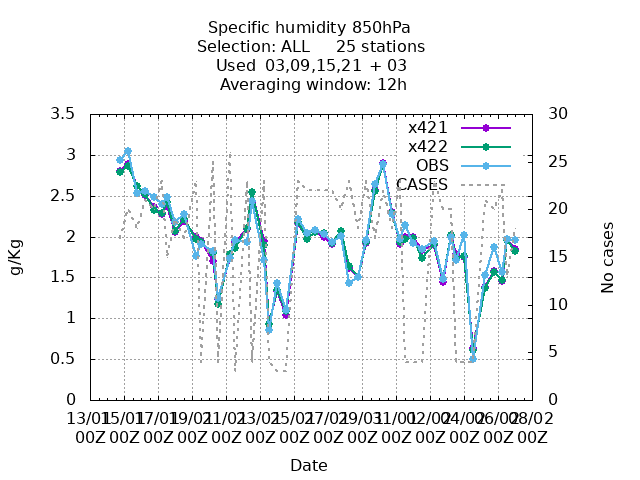 Specific humidity 850hPa
Selection: ALL 25 stations
Used 03,09,15,21 + 03
Averaging window: 12h
3.5
3
2.5
2
1.5
1
0.5
0
g/Kg
30
25
20
15
10
5
0
No cases
x421
x422
OBS
CASES
13/01 15/01 17/01 19/01 21/01 23/01 25/01 27/01 29/01 31/01 02/02 24/02 26/02 28/02
00Z 00Z 00Z 00Z 00Z 00Z 00Z 00Z 00Z 00Z 00Z 00Z 00Z 00Z
Date